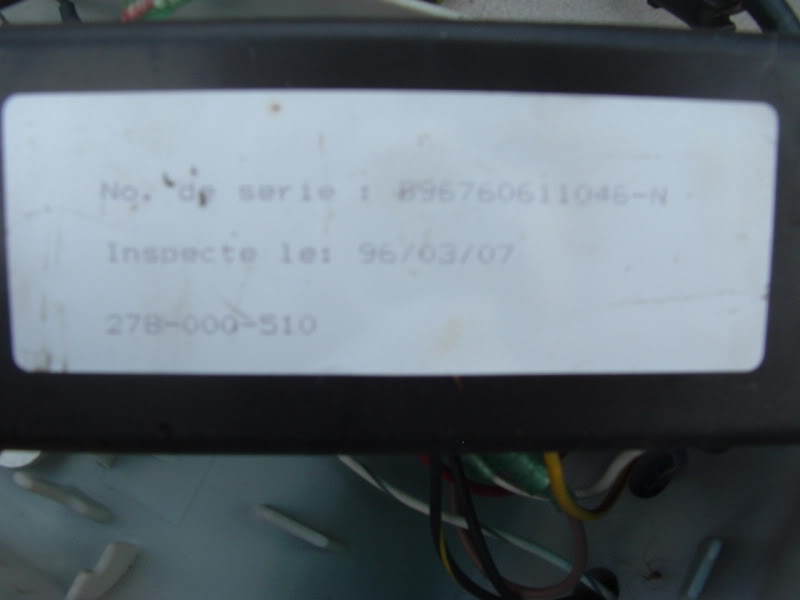 No. de serie : 896760611046-N
Inspecte le: 96/03/07
278-000-510